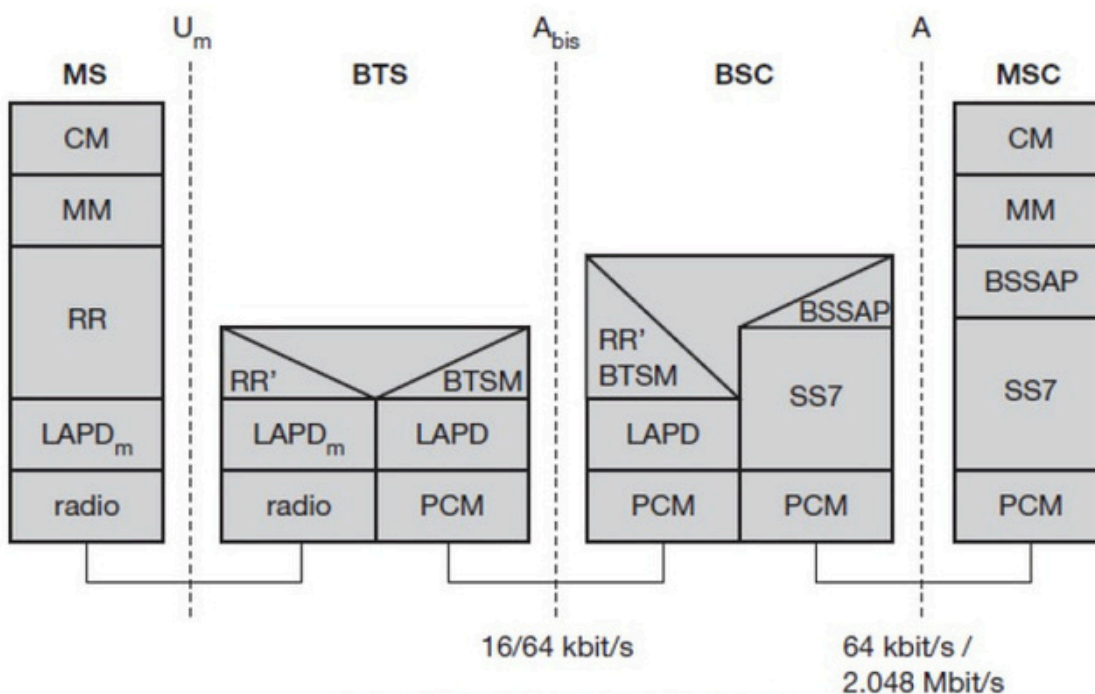 Um Abis A
MS BTS BSC MSC
CM
MM
RR
LAPDm
radio
RR’ BTSM
LAPDm LAPD
radio PCM
RR’
BTSM
BSSAP
LAPD SS7
PCM PCM
CM
MM
BSSAP
SS7
PCM
16/64 kbit/s
64 kbit/s /
2.048 Mbit/s